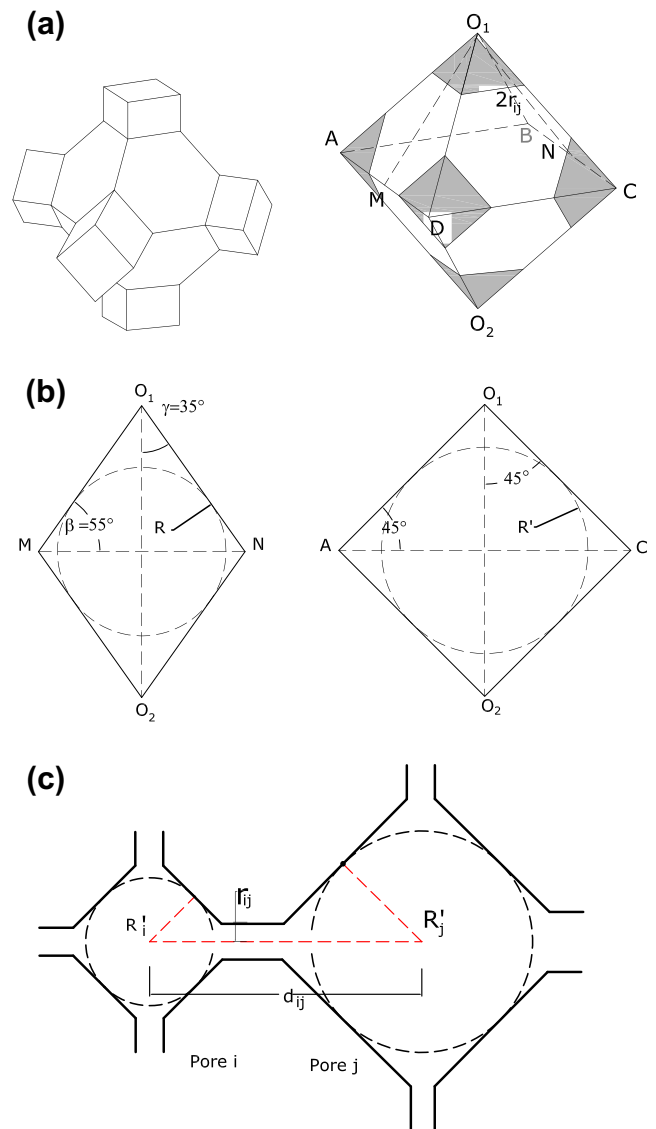 (a)
O1
2rij
A
B
N
M
C
D
O2
(b)
O1
γ=35°
β=55°
R
M
N
O2
O1
45°
45°
R'
A
C
O2
(c)
rij
R'i
R'j
dij
Pore i
Pore j